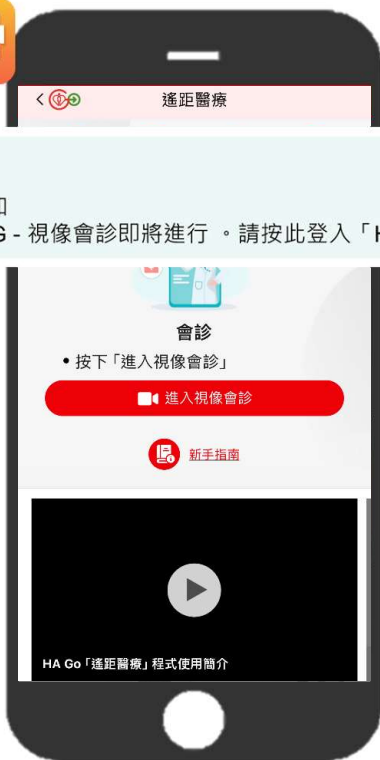 遙距醫療
- 視像會診即將進行 。請按此登入「H
會診
• 按下「進入視像會診」
進入視像會診
新手指南
HA Go「遙距醫療」程式使用簡介